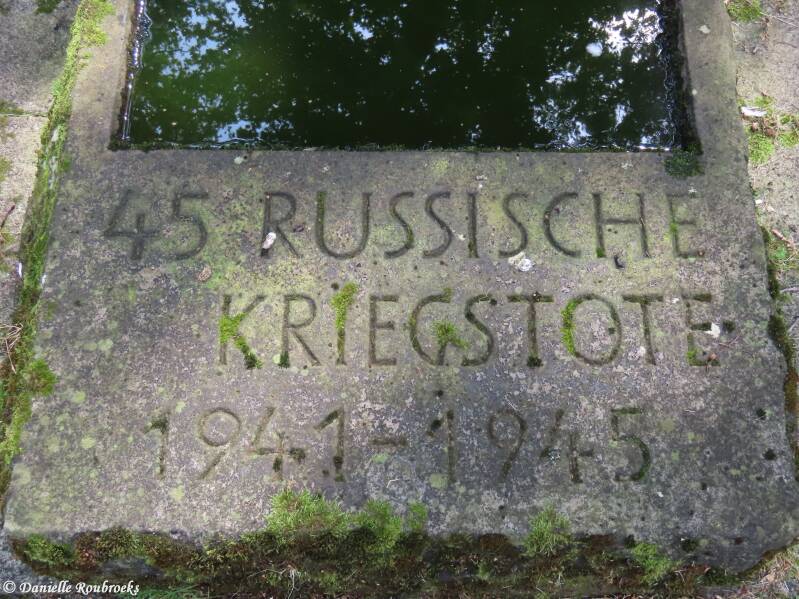 45 RUSSISCHE
KRIEGSTOTE
1941-1945
© Danielle Roubroeks